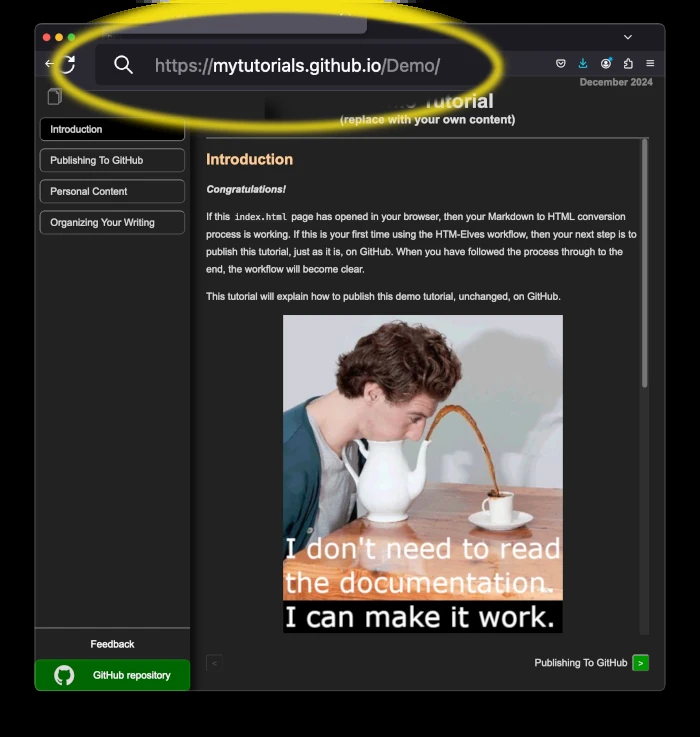 https://mytutorials.github.io/Demo/
December 2024
Tutorial
(replace with your own content)
Introduction
Publishing To GitHub
Personal Content
Organizing Your Writing
Introduction
Congratulations!
If this index.html page has opened in your browser, then your Markdown to HTML conversion
process is working. If this is your first time using the HTM-Elves workflow, then your next step is to
publish this tutorial, just as it is, on GitHub. When you have followed the process through to the
end, the workflow will become clear.
This tutorial will explain how to publish this demo tutorial, unchanged, on GitHub.
I don't need to read
the documentation.
I can make it work.
Feedback
GitHub repository
<
Publishing To GitHub >